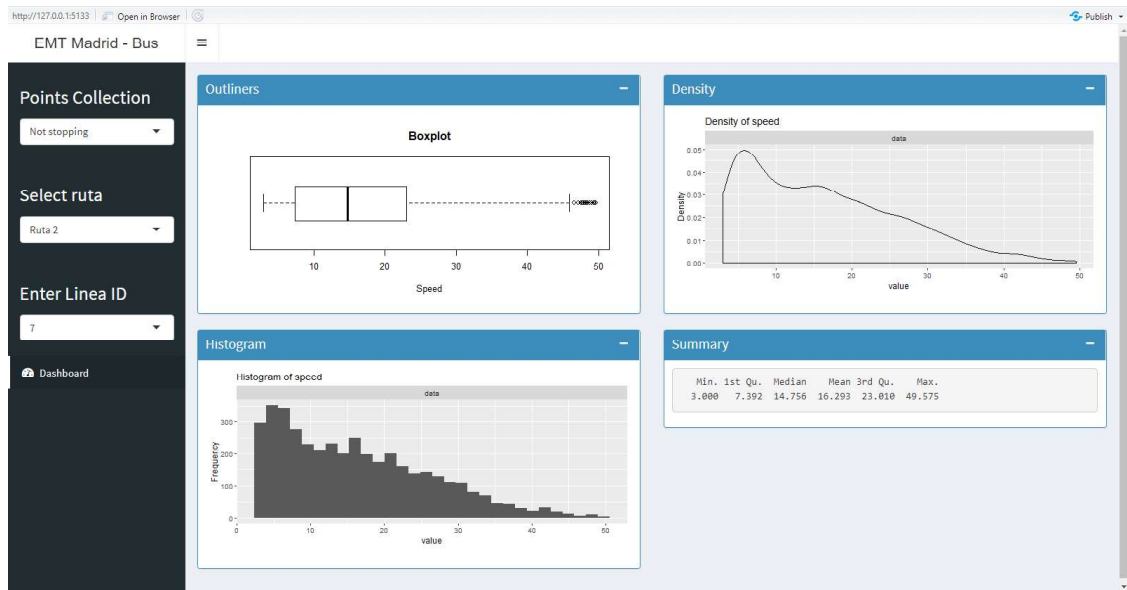 http://127.0.0.1:5133 Open in Browser Publish
EMT Madrid - Bus
Points Collection
Not stopping
Select ruta
Ruta 2
Enter Linea ID
7
Dashboard
Outliners
Boxplot
10 20 30 40 50
Speed
Density
Density of speed
data
0.05
0.04
0.03
0.02
0.01
0.00
Density
10 20 30 40 50
value
Histogram
Histogram of speed
data
300
200
100
0
Frequency
0 10 20 30 40 50
value
Summary
Min. 1st Qu. Median Mean 3rd Qu. Max.
3.000 7.392 14.756 16.293 23.010 49.575